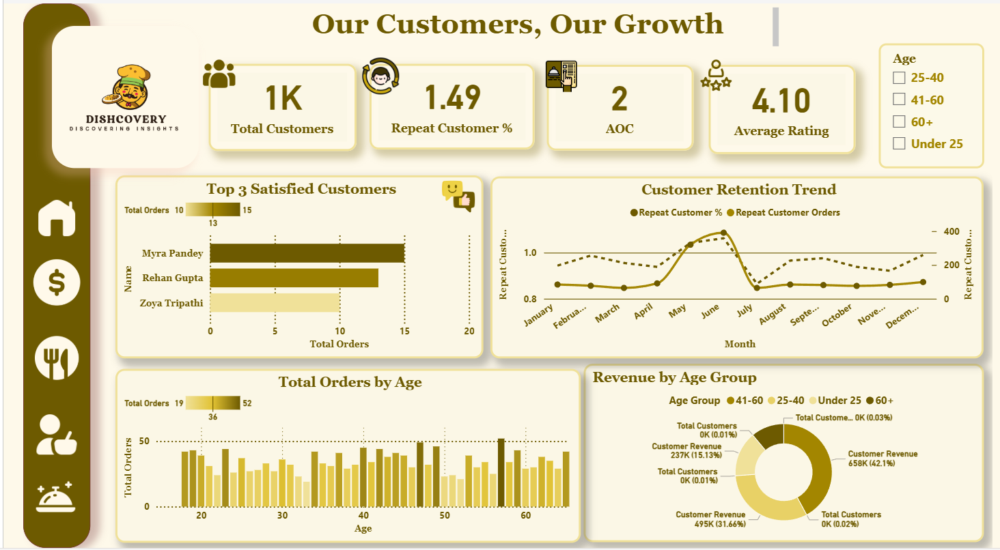 Our Customers, Our Growth
DISHCOVERY
DISCOVERING INSIGHTS
1K
Total Customers
1.49
Repeat Customer %
2
AOC
4.10
Average Rating
Age
25-40
41-60
60+
Under 25
Top 3 Satisfied Customers
Total Orders 10 15
13
Name
Myra Pandey
Rehan Gupta
Zoya Tripathi
0 5 10 15 20
Total Orders
Customer Retention Trend
Repeat Customer % Repeat Customer Orders
Repeat Custo...
1.0
0.8
400
200
0
Repeat Custo...
January Februa... March April May June July August Septe... October Nove... Decem...
Month
Total Orders by Age
Total Orders 19 52
36
Total Orders
50
0
20 30 40 50 60
Age
Revenue by Age Group
Age Group 41-60 25-40 Under 25 60+
Total Custome... 0K (0.03%)
Total Customers
0K (0.01%)
Customer Revenue
237K (15.13%)
Customer Revenue
658K (42.1%)
Total Customers
0K (0.01%)
Customer Revenue
495K (31.66%)
Total Customers
0K (0.02%)